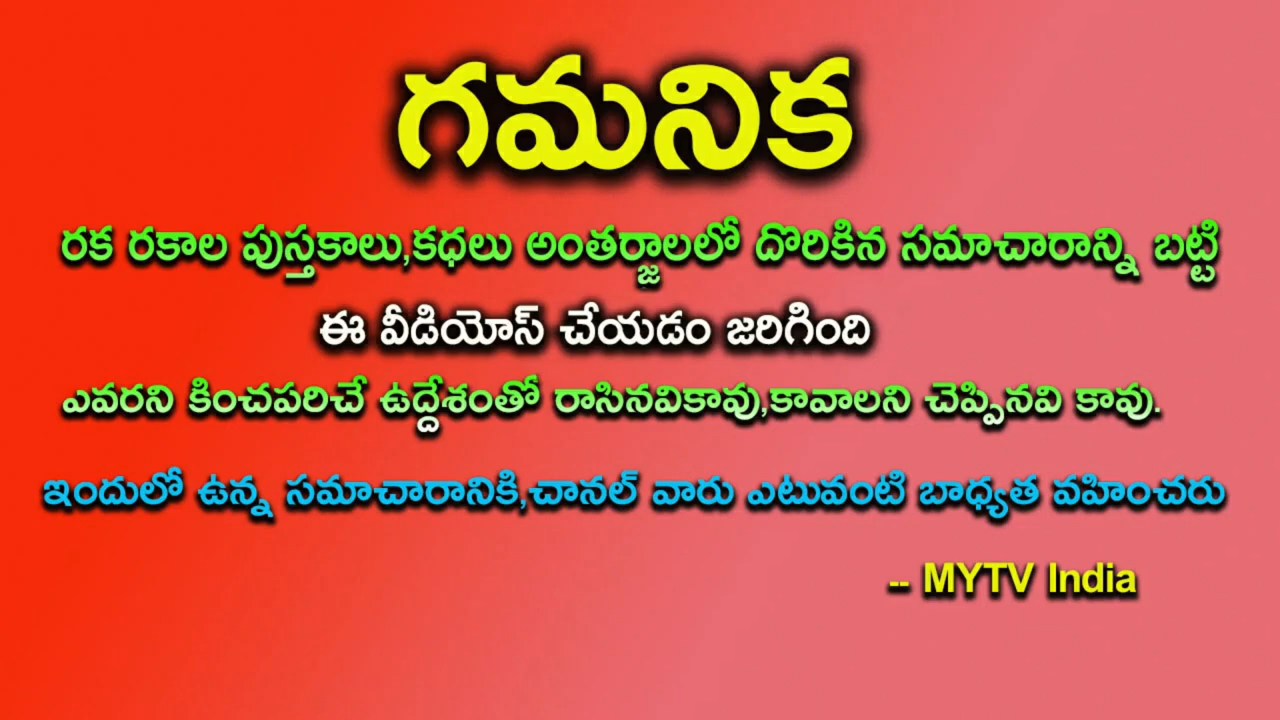 గమనిక
రక రకాల పుస్తకాలు,కధలు అంతర్జాలలో దొరికిన సమాచారాన్ని బట్టి
ఈ వీడియోస్ చేయడం జరిగింది
ఎవరని కించపరిచే ఉద్దేశంతో రాసినవికావు,కావాలని చెప్పినవి కావు.
ఇందులో ఉన్న సమాచారానికి,చానల్ వారు ఎటువంటి బాధ్యత వహించరు
-- MYTV India